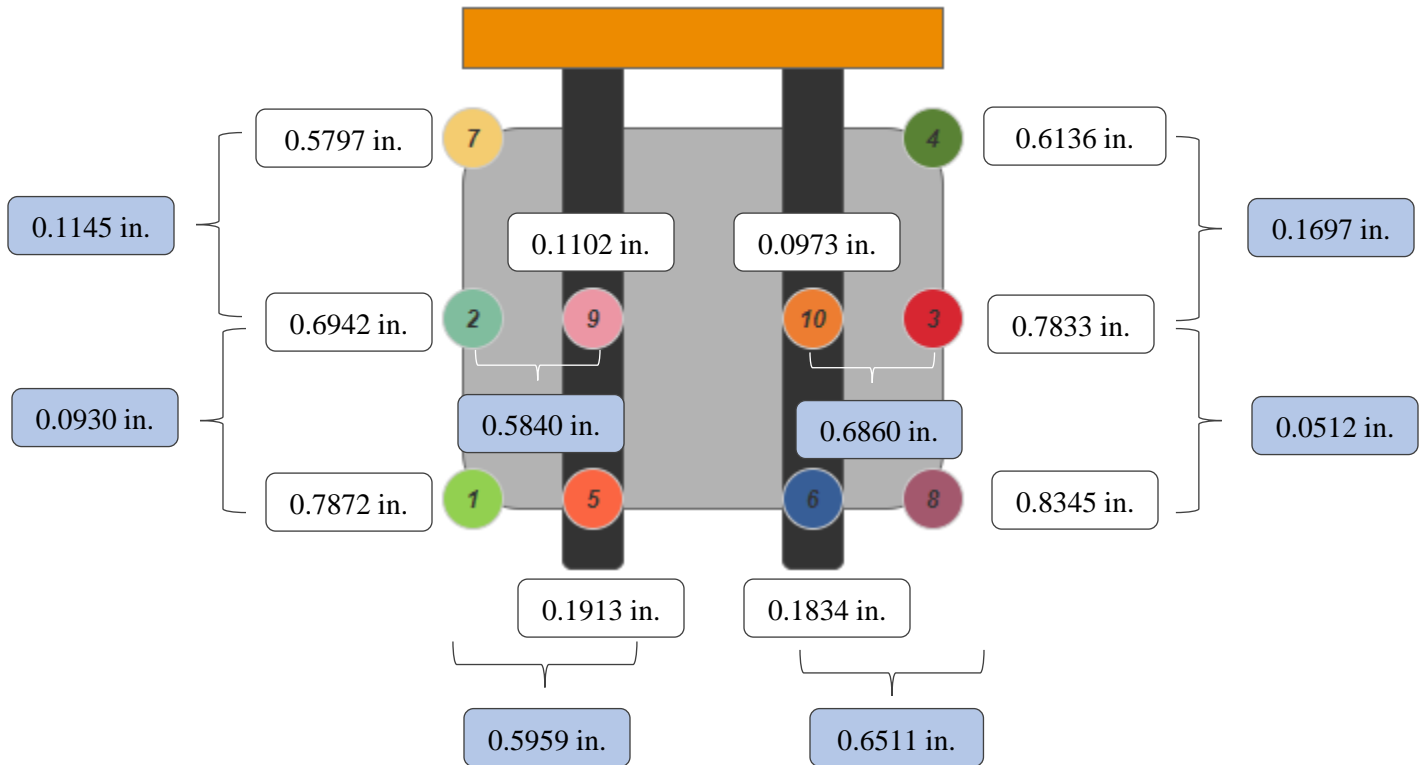 7
4
0.5797 in.
0.6136 in.
0.1145 in.
0.1697 in.
0.1102 in.
0.0973 in.
0.6942 in.
2
9
10
3
0.7833 in.
0.0930 in.
0.5840 in.
0.6860 in.
0.0512 in.
0.7872 in.
1
5
6
8
0.8345 in.
0.1913 in.
0.1834 in.
0.5959 in.
0.6511 in.